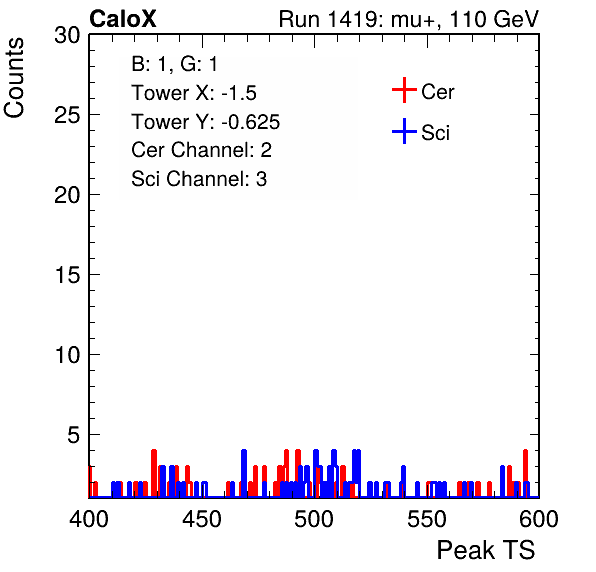 CaloX Run 1419: mu+, 110 GeV
Counts
30
25
20
15
10
5
B: 1, G: 1
Tower X: -1.5
Tower Y: -0.625
Cer Channel: 2
Sci Channel: 3
Cer
Sci
400 450 500 550 600
Peak TS